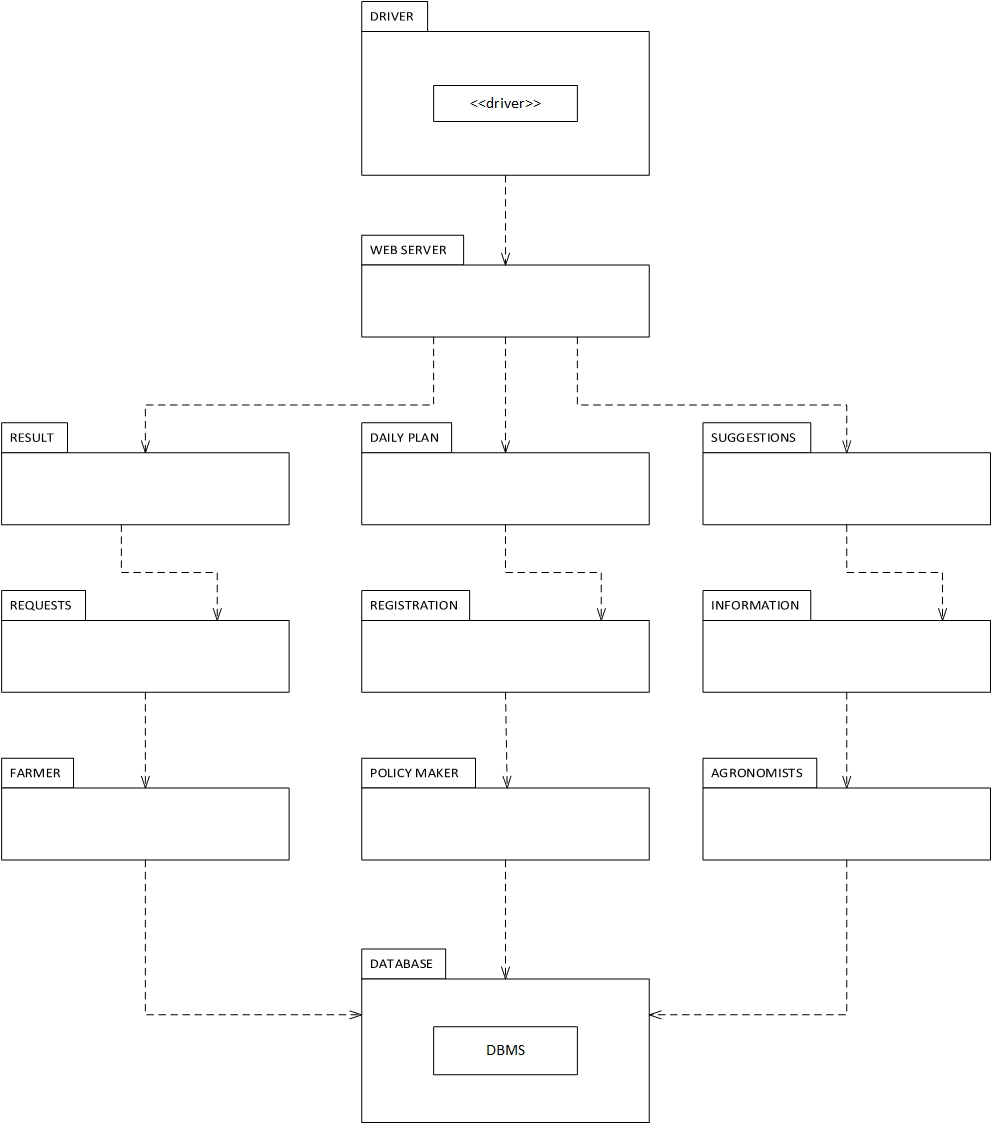 DRIVER
<<driver>>
WEB SERVER
RESULT
DAILY PLAN
SUGGESTIONS
REQUESTS
REGISTRATION
INFORMATION
FARMER
POLICY MAKER
AGRONOMISTS
DATABASE
DBMS